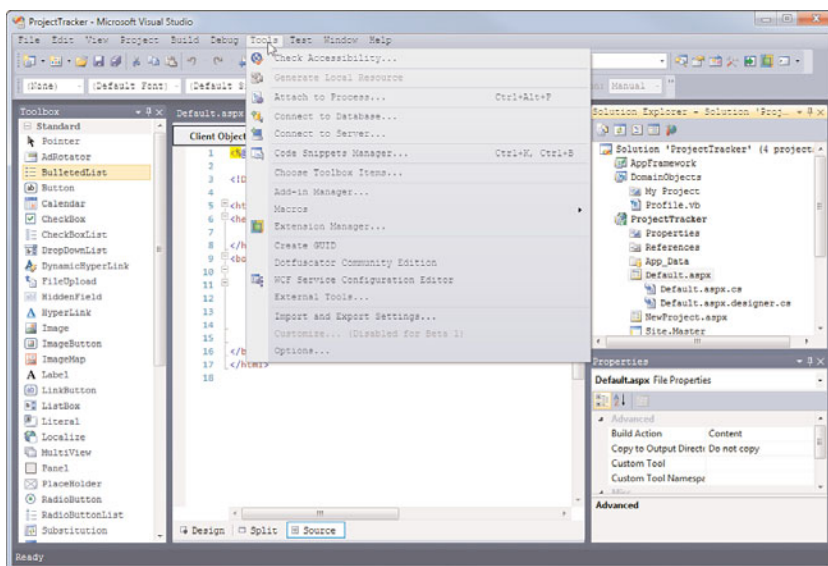 ProjectTracker - Microsoft Visual Studio
File Edit View Project Build Debug Tools Test Window Help
(None) (Default Font) (Default S
Manual
Toolbox
Standard
Pointer
AdRotator
BulletedList
Button
Calendar
CheckBox
CheckBoxList
DropDownList
DynamicHyperLink
FileUpload
HiddenField
HyperLink
Image
ImageButton
ImageMap
Label
LinkButton
ListBox
Literal
Localize
MultiView
Panel
PlaceHolder
RadioButton
RadioButtonList
Substitution
Default.aspx
Client Object
1 <%@
2
3 <!D
4
5 <ht
6 <he
7
8 </h
9 <bo
10
11
12
13
14
15
16 </b
17 </html>
18
Check Accessibility...
Generate Local Resource
Attach to Process... Ctrl+Alt+P
Connect to Database...
Connect to Server...
Code Snippets Manager... Ctrl+K, Ctrl+B
Choose Toolbox Items...
Add-in Manager...
Macros
Extension Manager...
Create GUID
Dotfuscator Community Edition
WCF Service Configuration Editor
External Tools...
Import and Export Settings...
Customize... (Disabled for Beta 1)
Options...
Design Split Source
Solution Explorer - Solution 'Proj...
Solution 'ProjectTracker' (4 project
AppFramework
DomainObjects
My Project
Profile.vb
ProjectTracker
Properties
References
App_Data
Default.aspx
Default.aspx.cs
Default.aspx.designer.cs
NewProject.aspx
Site.Master
Properties
Default.aspx File Properties
Advanced
Build Action Content
Copy to Output Directo Do not copy
Custom Tool
Custom Tool Namespa
Misc
Advanced
Ready